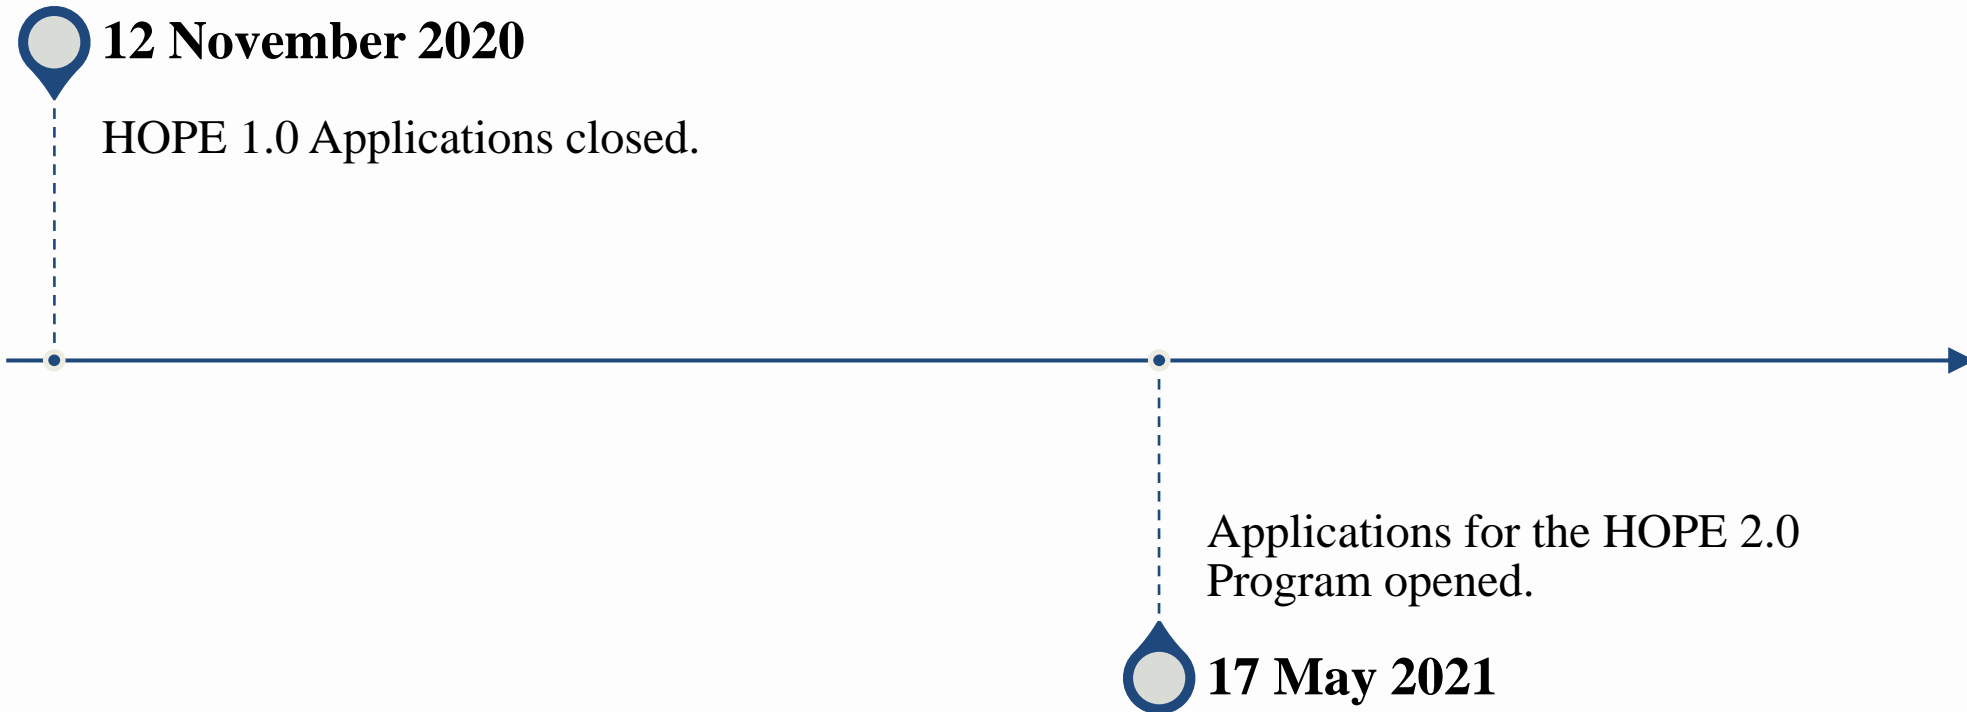 12 November 2020
HOPE 1.0 Applications closed.
Applications for the HOPE 2.0
Program opened.
17 May 2021